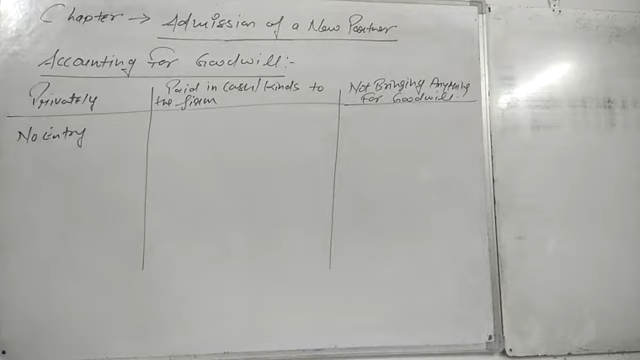 Chapter → Admission of a New Partner
Accounting For Goodwill:-
Privately
Paid in Cash/Kinds to
the firm
Not Bringing Anything
For Goodwill
No Entry